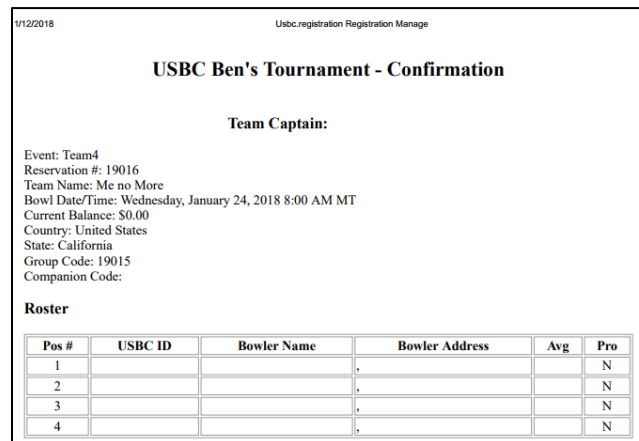 1/12/2018 Usbc.registration Registration Manage
USBC Ben's Tournament - Confirmation
Team Captain:
Event: Team4
Reservation #: 19016
Team Name: Me no More
Bowl Date/Time: Wednesday, January 24, 2018 8:00 AM MT
Current Balance: $0.00
Country: United States
State: California
Group Code: 19015
Companion Code:
Roster
Pos # USBC ID Bowler Name Bowler Address Avg Pro
1 , N
2 , N
3 , N
4 , N